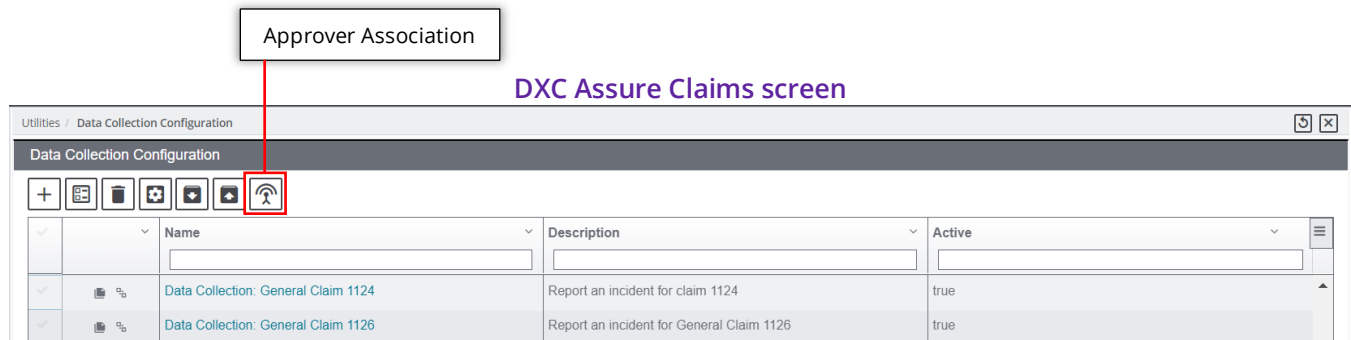 Approver Association
DXC Assure Claims screen
Utilities / Data Collection Configuration
Data Collection Configuration
Name Description Active
Data Collection: General Claim 1124 Report an incident for claim 1124 true
Data Collection: General Claim 1126 Report an incident for General Claim 1126 true